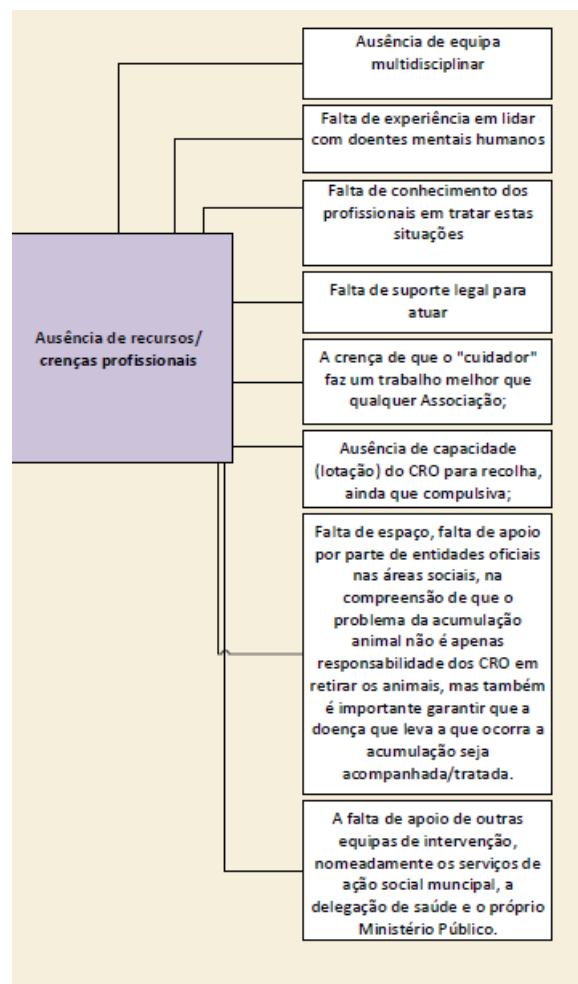 Ausência de equipa
multidisciplinar
Falta de experiência em lidar
com doentes mentais humanos
Falta de conhecimento dos
profissionais em tratar estas
situações
Ausência de recursos/
crenças profissionais
Falta de suporte legal para
atuar
A crença de que o "cuidador"
faz um trabalho melhor que
qualquer Associação;
Ausência de capacidade
(lotação) do CRO para recolha,
ainda que compulsiva;
Falta de espaço, falta de apoio
por parte de entidades oficiais
nas áreas sociais, na
compreensão de que o
problema da acumulação
animal não é apenas
responsabilidade dos CRO em
retirar os animais, mas também
é importante garantir que a
doença que leva a que ocorra a
acumulação seja
acompanhada/tratada.
A falta de apoio de outras
equipas de intervenção,
nomeadamente os serviços de
ação social muncipal, a
delegação de saúde e o próprio
Ministério Público.